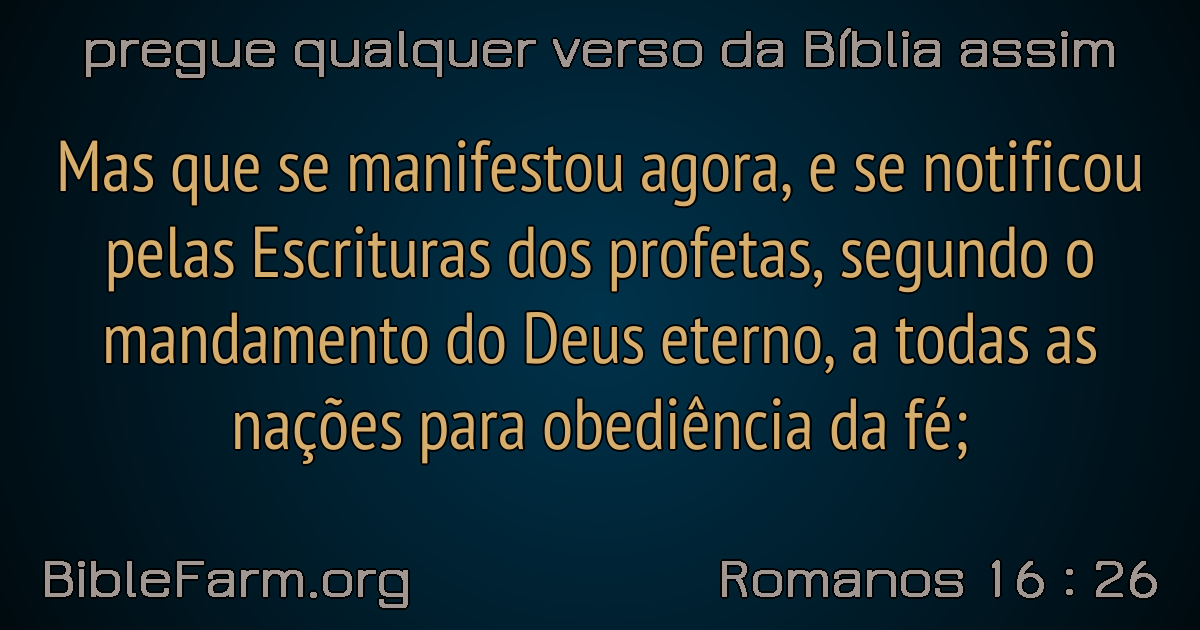 pregue qualquer verso da Bíblia assim
Mas que se manifestou agora, e se notificou
pelas Escrituras dos profetas, segundo o
mandamento do Deus eterno, a todas as
nações para obediência da fé;
BibleFarm.org
Romanos 16 : 26